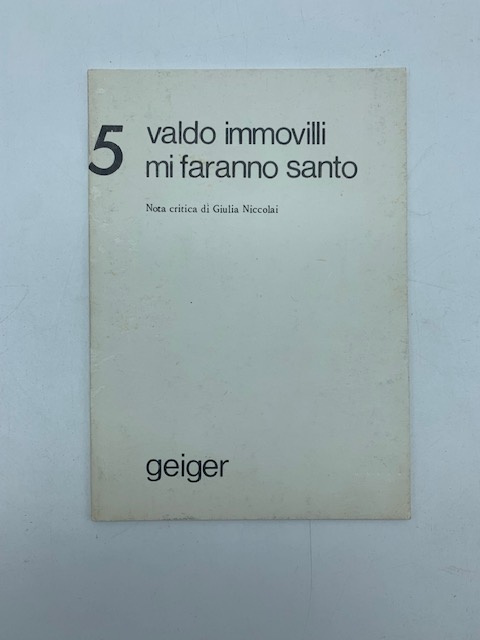 5 valdo immovilli
mi faranno santo
Nota critica di Giulia Niccolai
geiger